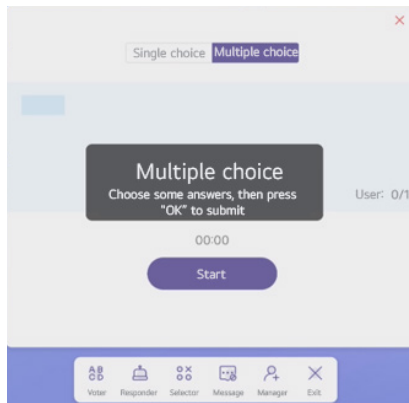 Single choice Multiple choice
Multiple choice
Choose some answers, then press
"OK" to submit
User: 0/1
00:00
Start
Voter Responder Selector Message Manager Exit